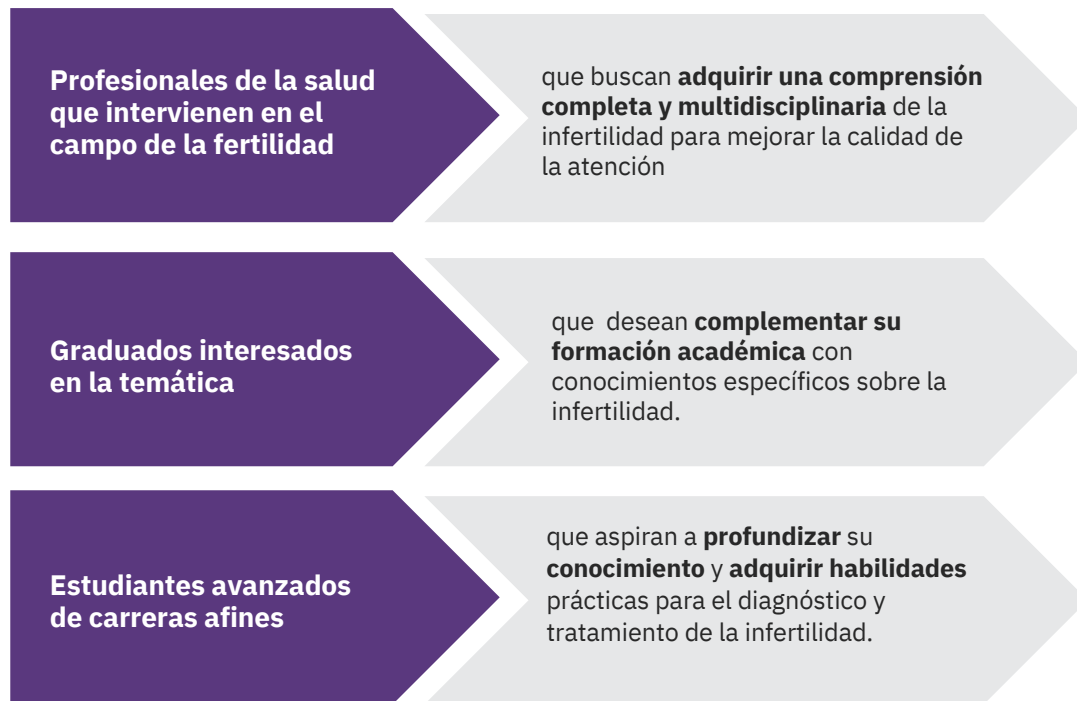 Profesionales de la salud
que intervienen en el
campo de la fertilidad
que buscan adquirir una comprensión
completa y multidisciplinaria de la
infertilidad para mejorar la calidad de
la atención
Graduados interesados
en la temática
que  desean complementar su
formación académica con
conocimientos específicos sobre la
infertilidad.
Estudiantes avanzados
de carreras afines
que aspiran a profundizar su
conocimiento y adquirir habilidades
prácticas para el diagnóstico y
tratamiento de la infertilidad.